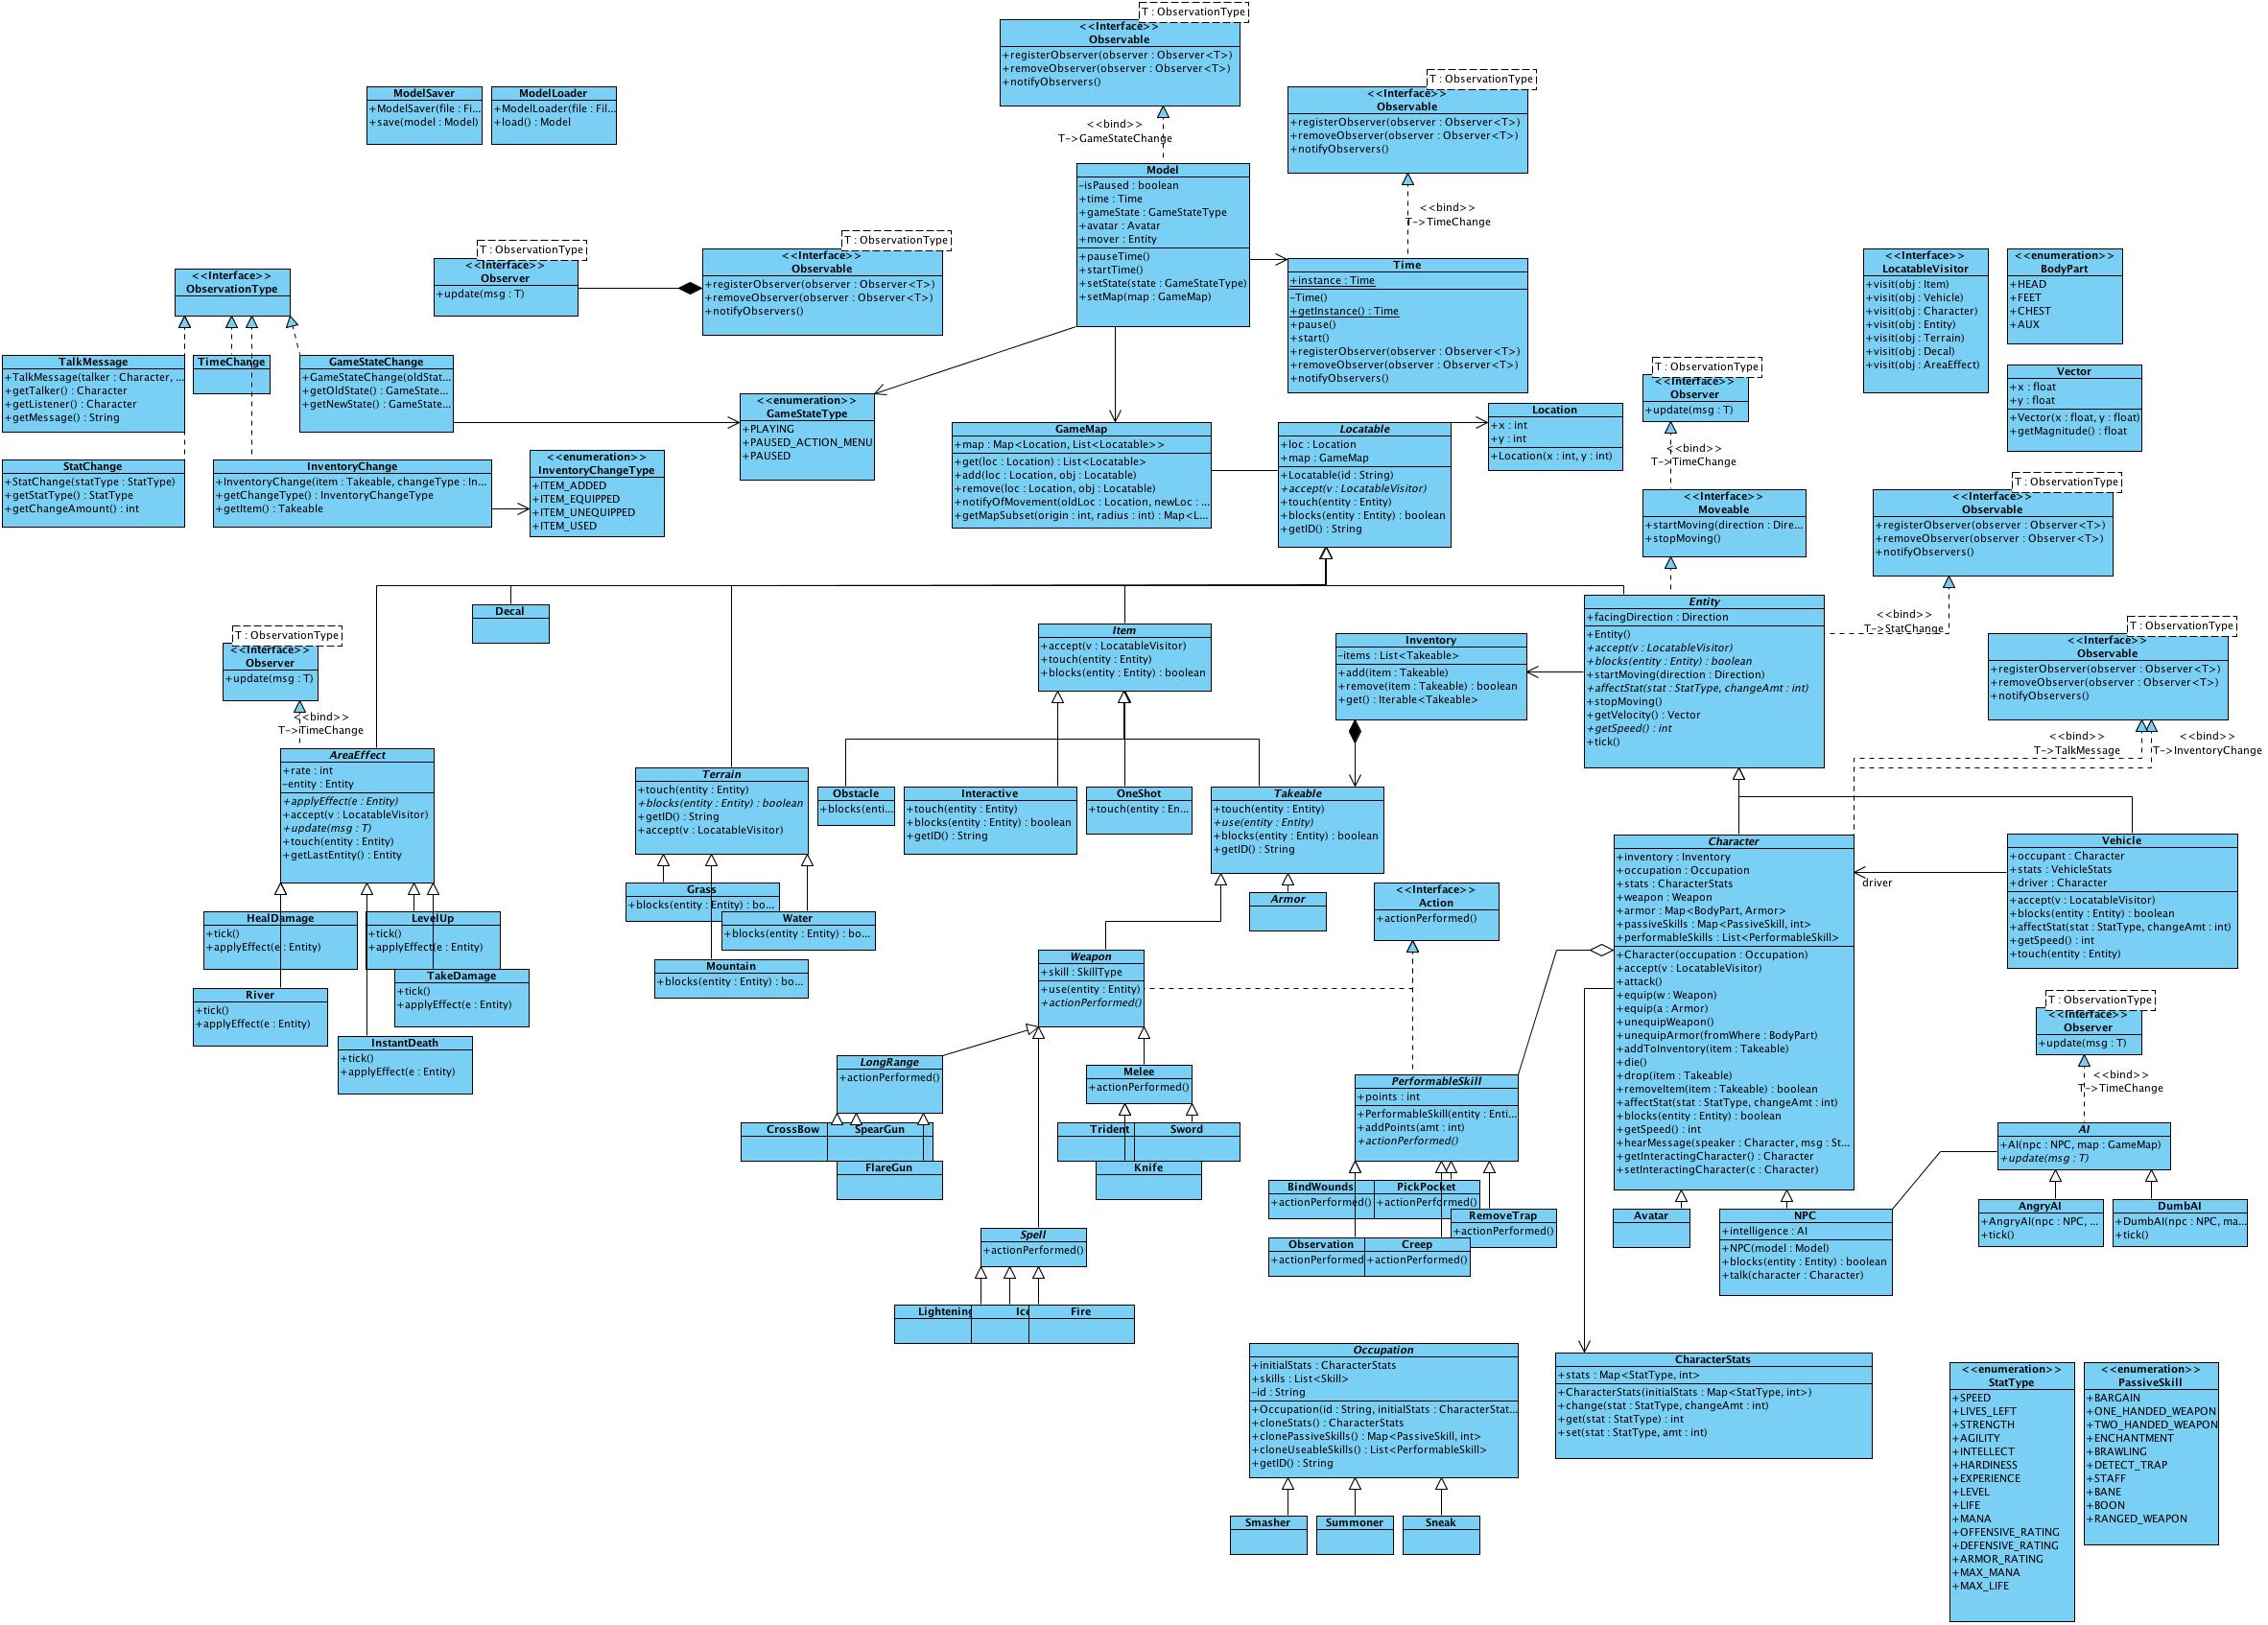 T : ObservationType
<<Interface>>
Observable
+registerObserver(observer : Observer<T>)
+removeObserver(observer : Observer<T>)
+notifyObservers()
<<bind>>
T->GameStateChange
ModelSaver
+ModelSaver(file : Fi...
+save(model : Model)
ModelLoader
+ModelLoader(file : Fil...
+load() : Model
T : ObservationType
<<Interface>>
Observable
+registerObserver(observer : Observer<T>)
+removeObserver(observer : Observer<T>)
+notifyObservers()
<<bind>>
T->TimeChange
Model
-isPaused : boolean
+time : Time
+gameState : GameStateType
+avatar : Avatar
+mover : Entity
+pauseTime()
+startTime()
+setState(state : GameStateType)
+setMap(map : GameMap)
Time
+instance : Time
-Time()
+getInstance() : Time
+pause()
+start()
+registerObserver(observer : Observer<T>)
+removeObserver(observer : Observer<T>)
+notifyObservers()
<<Interface>>
ObservationType
T : ObservationType
<<Interface>>
Observer
+update(msg : T)
T : ObservationType
<<Interface>>
Observable
+registerObserver(observer : Observer<T>)
+removeObserver(observer : Observer<T>)
+notifyObservers()
<<Interface>>
LocatableVisitor
+visit(obj : Item)
+visit(obj : Vehicle)
+visit(obj : Character)
+visit(obj : Entity)
+visit(obj : Terrain)
+visit(obj : Decal)
+visit(obj : AreaEffect)
<<enumeration>>
BodyPart
+HEAD
+FEET
+CHEST
+AUX
Vector
+x : float
+y : float
+Vector(x : float, y : float)
+getMagnitude() : float
TalkMessage
+TalkMessage(talker : Character, ...
+getTalker() : Character
+getListener() : Character
+getMessage() : String
TimeChange
GameStateChange
+GameStateChange(oldStat...
+getOldState() : GameState...
+getNewState() : GameState...
<<enumeration>>
GameStateType
+PLAYING
+PAUSED_ACTION_MENU
+PAUSED
StatChange
+StatChange(statType : StatType)
+getStatType() : StatType
+getChangeAmount() : int
InventoryChange
+InventoryChange(item : Takeable, changeType : In...
+getChangeType() : InventoryChangeType
+getItem() : Takeable
<<enumeration>>
InventoryChangeType
+ITEM_ADDED
+ITEM_EQUIPPED
+ITEM_UNEQUIPPED
+ITEM_USED
GameMap
+map : Map<Location, List<Locatable>>
+get(loc : Location) : List<Locatable>
+add(loc : Location, obj : Locatable)
+remove(loc : Location, obj : Locatable)
+notifyOfMovement(oldLoc : Location, newLoc : ...
+getMapSubset(origin : int, radius : int) : Map<L...
Locatable
+loc : Location
+map : GameMap
+Locatable(id : String)
+accept(v : LocatableVisitor)
+touch(entity : Entity)
+blocks(entity : Entity) : boolean
+getID() : String
Location
+x : int
+y : int
+Location(x : int, y : int)
T : ObservationType
<<Interface>>
Observer
+update(msg : T)
<<bind>>
T->TimeChange
<<Interface>>
Moveable
+startMoving(direction : Dire...
+stopMoving()
T : ObservationType
<<Interface>>
Observable
+registerObserver(observer : Observer<T>)
+removeObserver(observer : Observer<T>)
+notifyObservers()
<<bind>>
T->StatChange
Decal
Entity
+facingDirection : Direction
+Entity()
+accept(v : LocatableVisitor)
+blocks(entity : Entity) : boolean
+startMoving(direction : Direction)
+affectStat(stat : StatType, changeAmt : int)
+stopMoving()
+getVelocity() : Vector
+getSpeed() : int
+tick()
T : ObservationType
<<Interface>>
Observable
+registerObserver(observer : Observer<T>)
+removeObserver(observer : Observer<T>)
+notifyObservers()
<<bind>>
T->TalkMessage
<<bind>>
T->InventoryChange
T : ObservationType
<<Interface>>
Observer
+update(msg : T)
<<bind>>
T->TimeChange
Item
+accept(v : LocatableVisitor)
+touch(entity : Entity)
+blocks(entity : Entity) : boolean
Inventory
-items : List<Takeable>
+add(item : Takeable)
+remove(item : Takeable) : boolean
+get() : Iterable<Takeable>
AreaEffect
+rate : int
-entity : Entity
+applyEffect(e : Entity)
+accept(v : LocatableVisitor)
+update(msg : T)
+touch(entity : Entity)
+getLastEntity() : Entity
Terrain
+touch(entity : Entity)
+blocks(entity : Entity) : boolean
+getID() : String
+accept(v : LocatableVisitor)
Obstacle
+blocks(enti...
Interactive
+touch(entity : Entity)
+blocks(entity : Entity) : boolean
+getID() : String
OneShot
+touch(entity : En...
Takeable
+touch(entity : Entity)
+use(entity : Entity)
+blocks(entity : Entity) : boolean
+getID() : String
Character
+inventory : Inventory
+occupation : Occupation
+stats : CharacterStats
+weapon : Weapon
+armor : Map<BodyPart, Armor>
+passiveSkills : Map<PassiveSkill, int>
+performableSkills : List<PerformableSkill>
+Character(occupation : Occupation)
+accept(v : LocatableVisitor)
+attack()
+equip(w : Weapon)
+equip(a : Armor)
+unequipWeapon()
+unequipArmor(fromWhere : BodyPart)
+addToInventory(item : Takeable)
+die()
+drop(item : Takeable)
+removeItem(item : Takeable) : boolean
+affectStat(stat : StatType, changeAmt : int)
+blocks(entity : Entity) : boolean
+getSpeed() : int
+hearMessage(speaker : Character, msg : St...
+getInteractingCharacter() : Character
+setInteractingCharacter(c : Character)
driver
Vehicle
+occupant : Character
+stats : VehicleStats
+driver : Character
+accept(v : LocatableVisitor)
+blocks(entity : Entity) : boolean
+affectStat(stat : StatType, changeAmt : int)
+getSpeed() : int
+touch(entity : Entity)
HealDamage
+tick()
+applyEffect(e : Entity)
LevelUp
+tick()
+applyEffect(e : Entity)
TakeDamage
+tick()
+applyEffect(e : Entity)
River
+tick()
+applyEffect(e : Entity)
InstantDeath
+tick()
+applyEffect(e : Entity)
Grass
+blocks(entity : Entity) : bo...
Water
+blocks(entity : Entity) : bo...
Mountain
+blocks(entity : Entity) : bo...
Armor
<<Interface>>
Action
+actionPerformed()
Weapon
+skill : SkillType
+use(entity : Entity)
+actionPerformed()
LongRange
+actionPerformed()
Melee
+actionPerformed()
CrossBow
SpearGun
FlareGun
Trident
Sword
Knife
Spell
+actionPerformed()
Lightening
Ice
Fire
PerformableSkill
+points : int
+PerformableSkill(entity : Enti...
+addPoints(amt : int)
+actionPerformed()
BindWounds
+actionPerformed()
PickPocket
+actionPerformed()
RemoveTrap
+actionPerformed()
Observation
+actionPerformed
Creep
+actionPerformed()
T : ObservationType
<<Interface>>
Observer
+update(msg : T)
<<bind>>
T->TimeChange
AI
+AI(npc : NPC, map : GameMap)
+update(msg : T)
AngryAI
+AngryAI(npc : NPC, ...
+tick()
DumbAI
+DumbAI(npc : NPC, ma...
+tick()
Avatar
NPC
+intelligence : AI
+NPC(model : Model)
+blocks(entity : Entity) : boolean
+talk(character : Character)
Occupation
+initialStats : CharacterStats
+skills : List<Skill>
-id : String
+Occupation(id : String, initialStats : CharacterStat...
+cloneStats() : CharacterStats
+clonePassiveSkills() : Map<PassiveSkill, int>
+cloneUseableSkills() : List<PerformableSkill>
+getID() : String
Smasher
Summoner
Sneak
CharacterStats
+stats : Map<StatType, int>
+CharacterStats(initialStats : Map<StatType, int>)
+change(stat : StatType, changeAmt : int)
+get(stat : StatType) : int
+set(stat : StatType, amt : int)
<<enumeration>>
StatType
+SPEED
+LIVES_LEFT
+STRENGTH
+AGILITY
+INTELLECT
+HARDINESS
+EXPERIENCE
+LEVEL
+LIFE
+MANA
+OFFENSIVE_RATING
+DEFENSIVE_RATING
+ARMOR_RATING
+MAX_MANA
+MAX_LIFE
<<enumeration>>
PassiveSkill
+BARGAIN
+ONE_HANDED_WEAPON
+TWO_HANDED_WEAPON
+ENCHANTMENT
+BRAWLING
+DETECT_TRAP
+STAFF
+BANE
+BOON
+RANGED_WEAPON